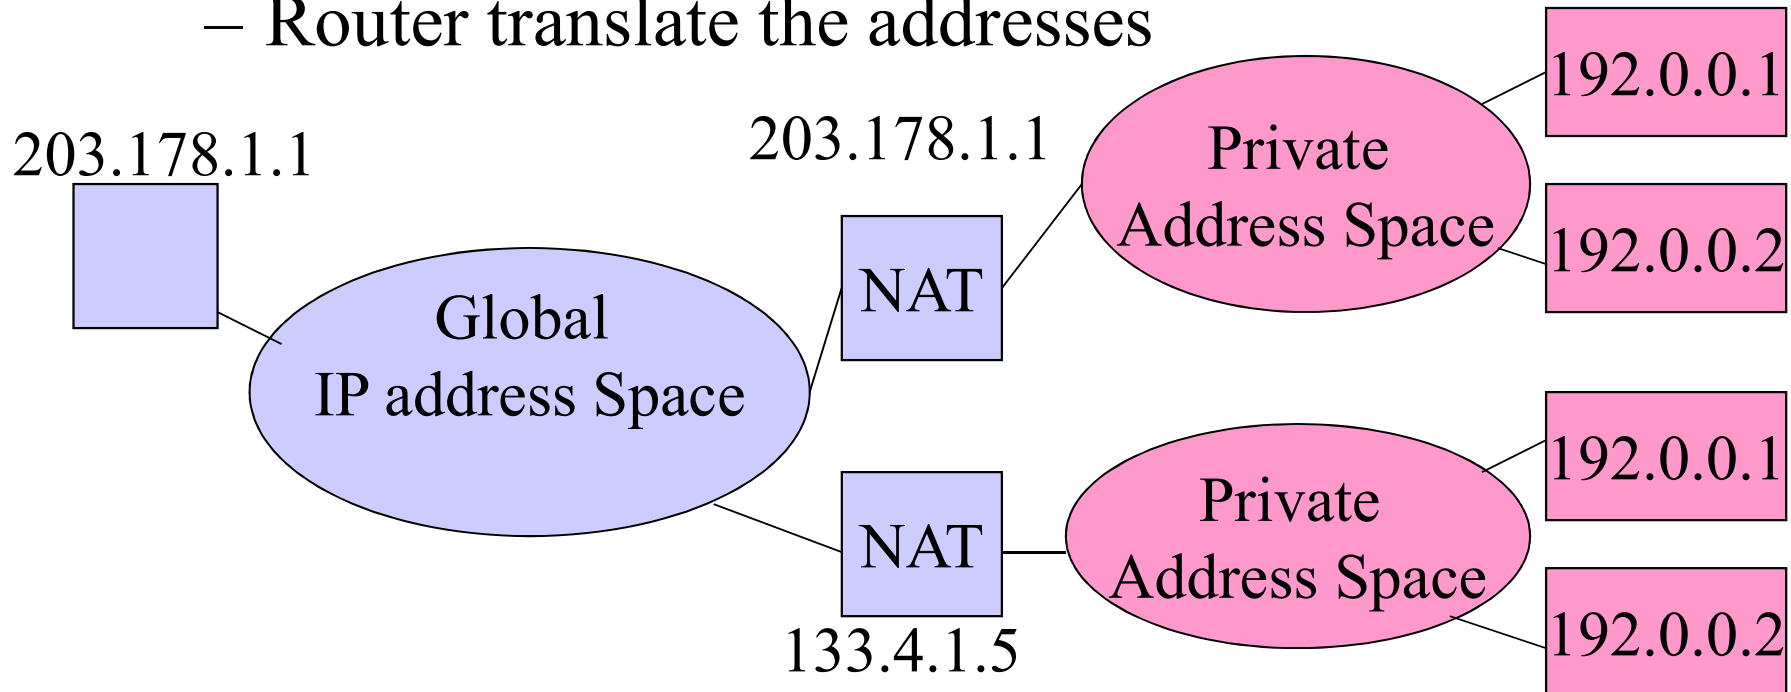 – Router translate the addresses
203.178.1.1
Global
IP address Space
203.178.1.1
NAT
NAT
133.4.1.5
Private
Address Space
192.0.0.1
192.0.0.2
Private
Address Space
192.0.0.1
192.0.0.2